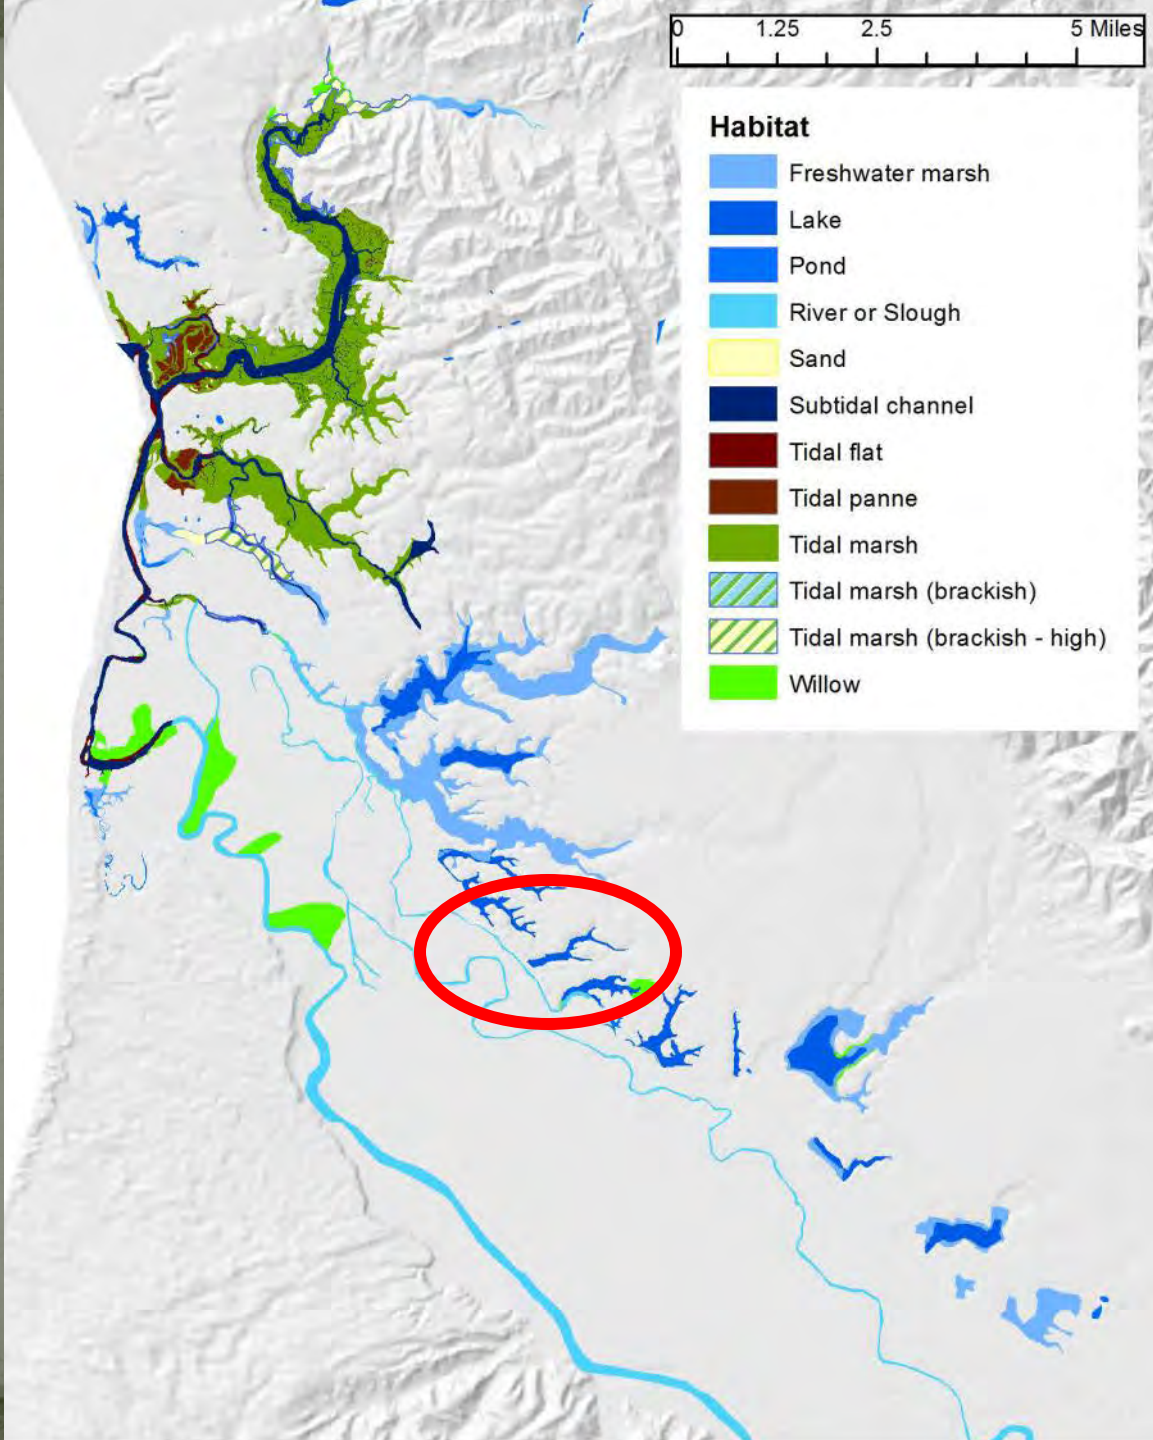 0 1.25 2.5 5 Miles
Habitat
Freshwater marsh
Lake
Pond
River or Slough
Sand
Subtidal channel
Tidal flat
Tidal panne
Tidal marsh
Tidal marsh (brackish)
Tidal marsh (brackish - high)
Willow